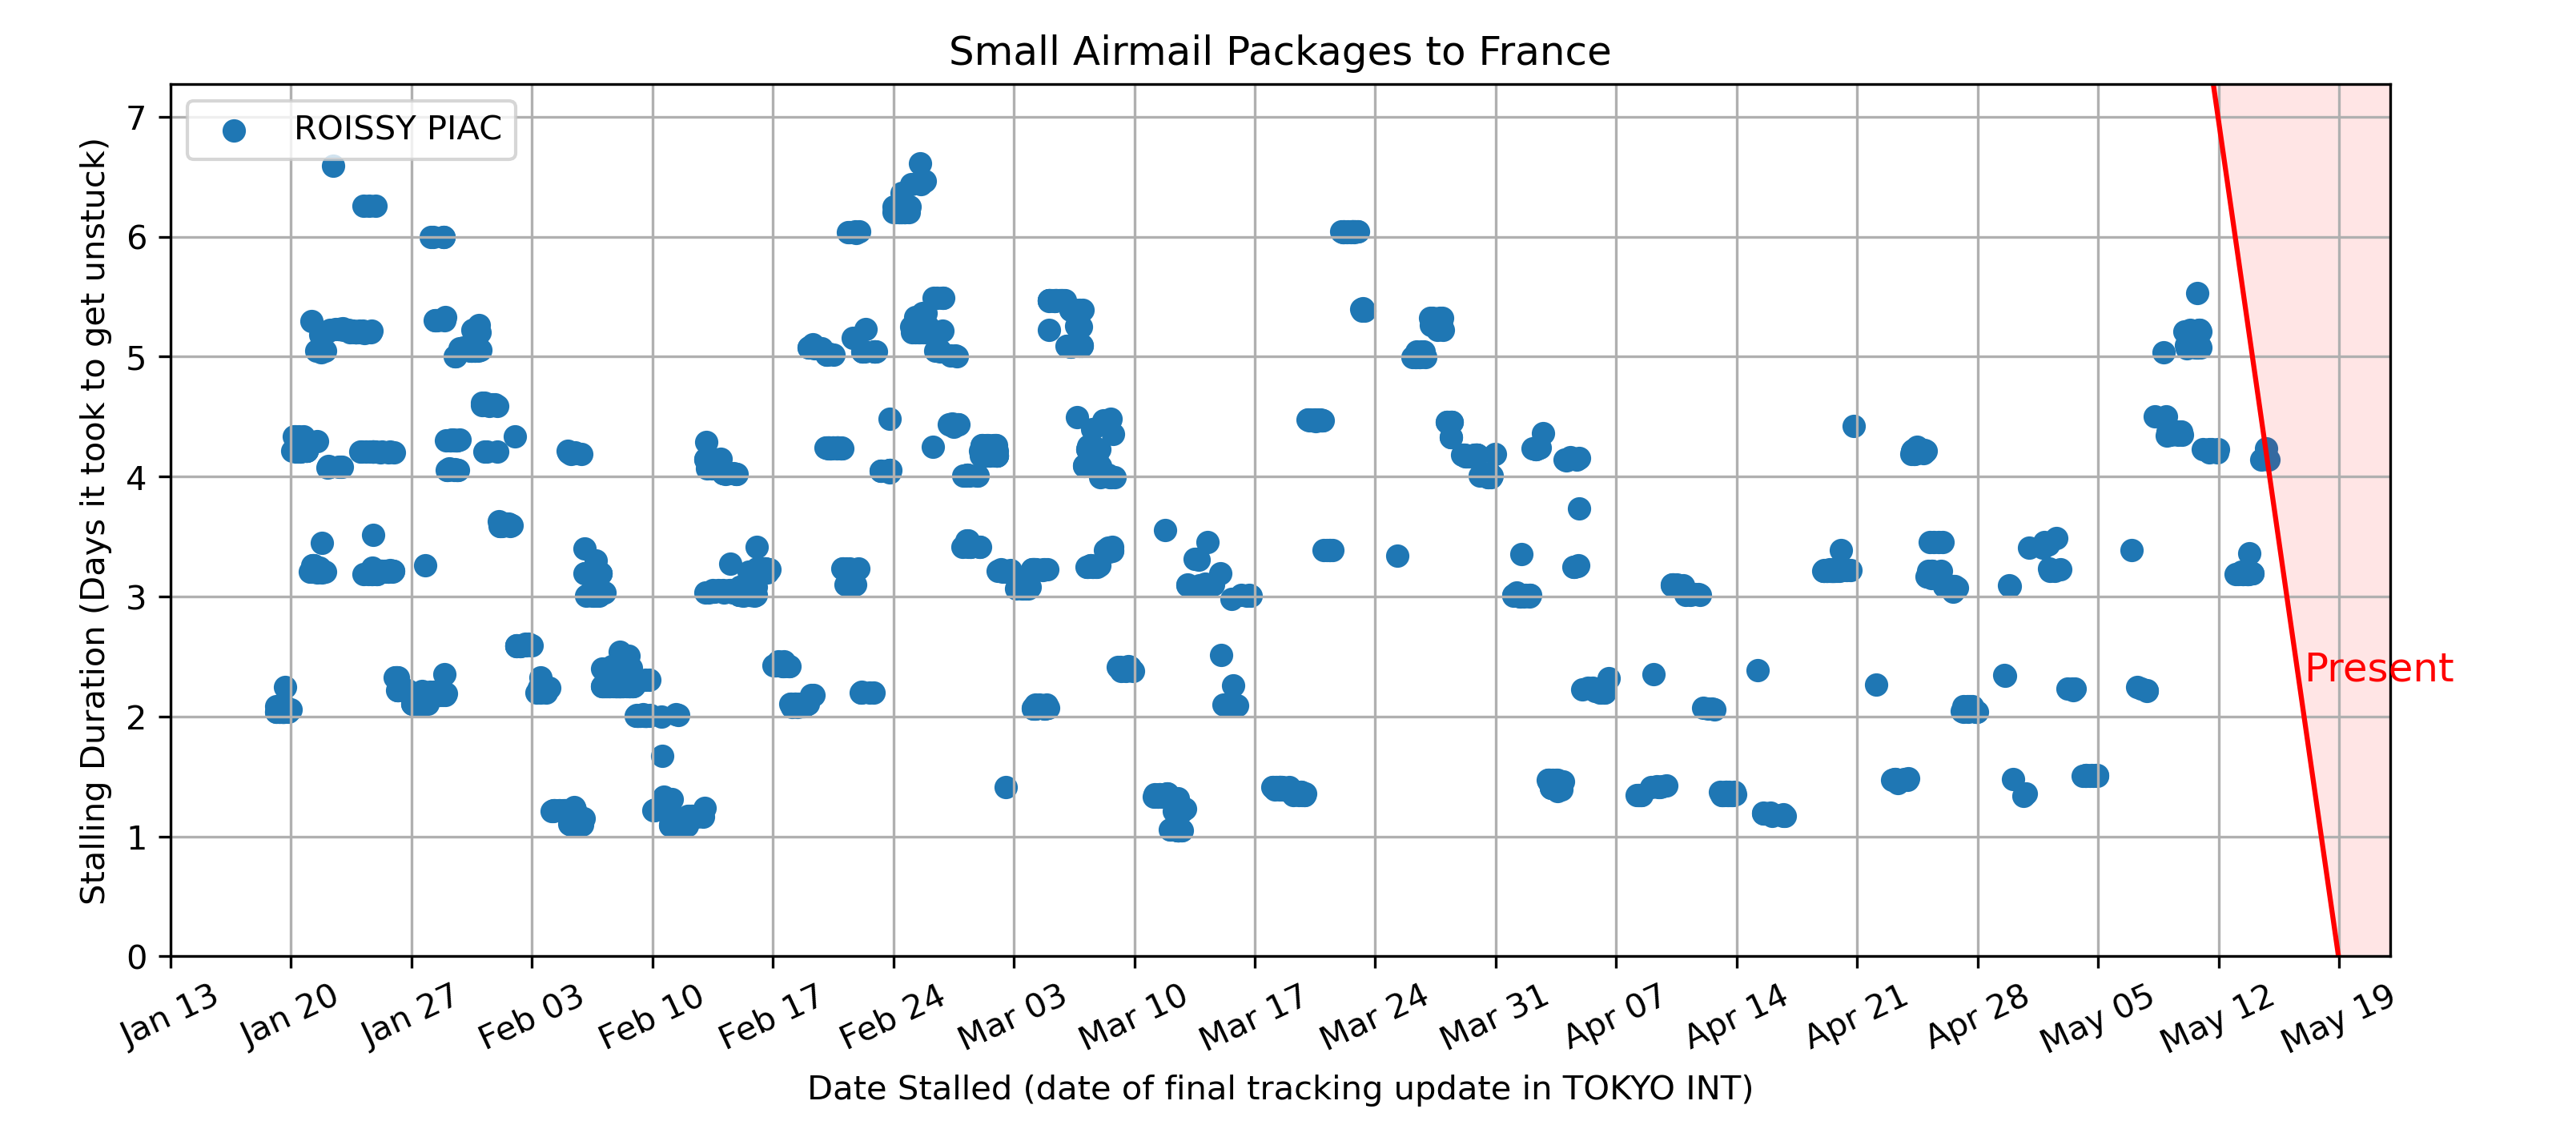 Small Airmail Packages to France
ROISSY PIAC
Stalling Duration (Days it took to get unstuck)
7
6
5
4
3
2
1
0
Present
Jan 13
Jan 20
Jan 27
Feb 03
Feb 10
Feb 17
Feb 24
Mar 03
Mar 10
Mar 17
Mar 24
Mar 31
Apr 07
Apr 14
Apr 21
Apr 28
May 05
May 12
May 19
Date Stalled (date of final tracking update in TOKYO INT)